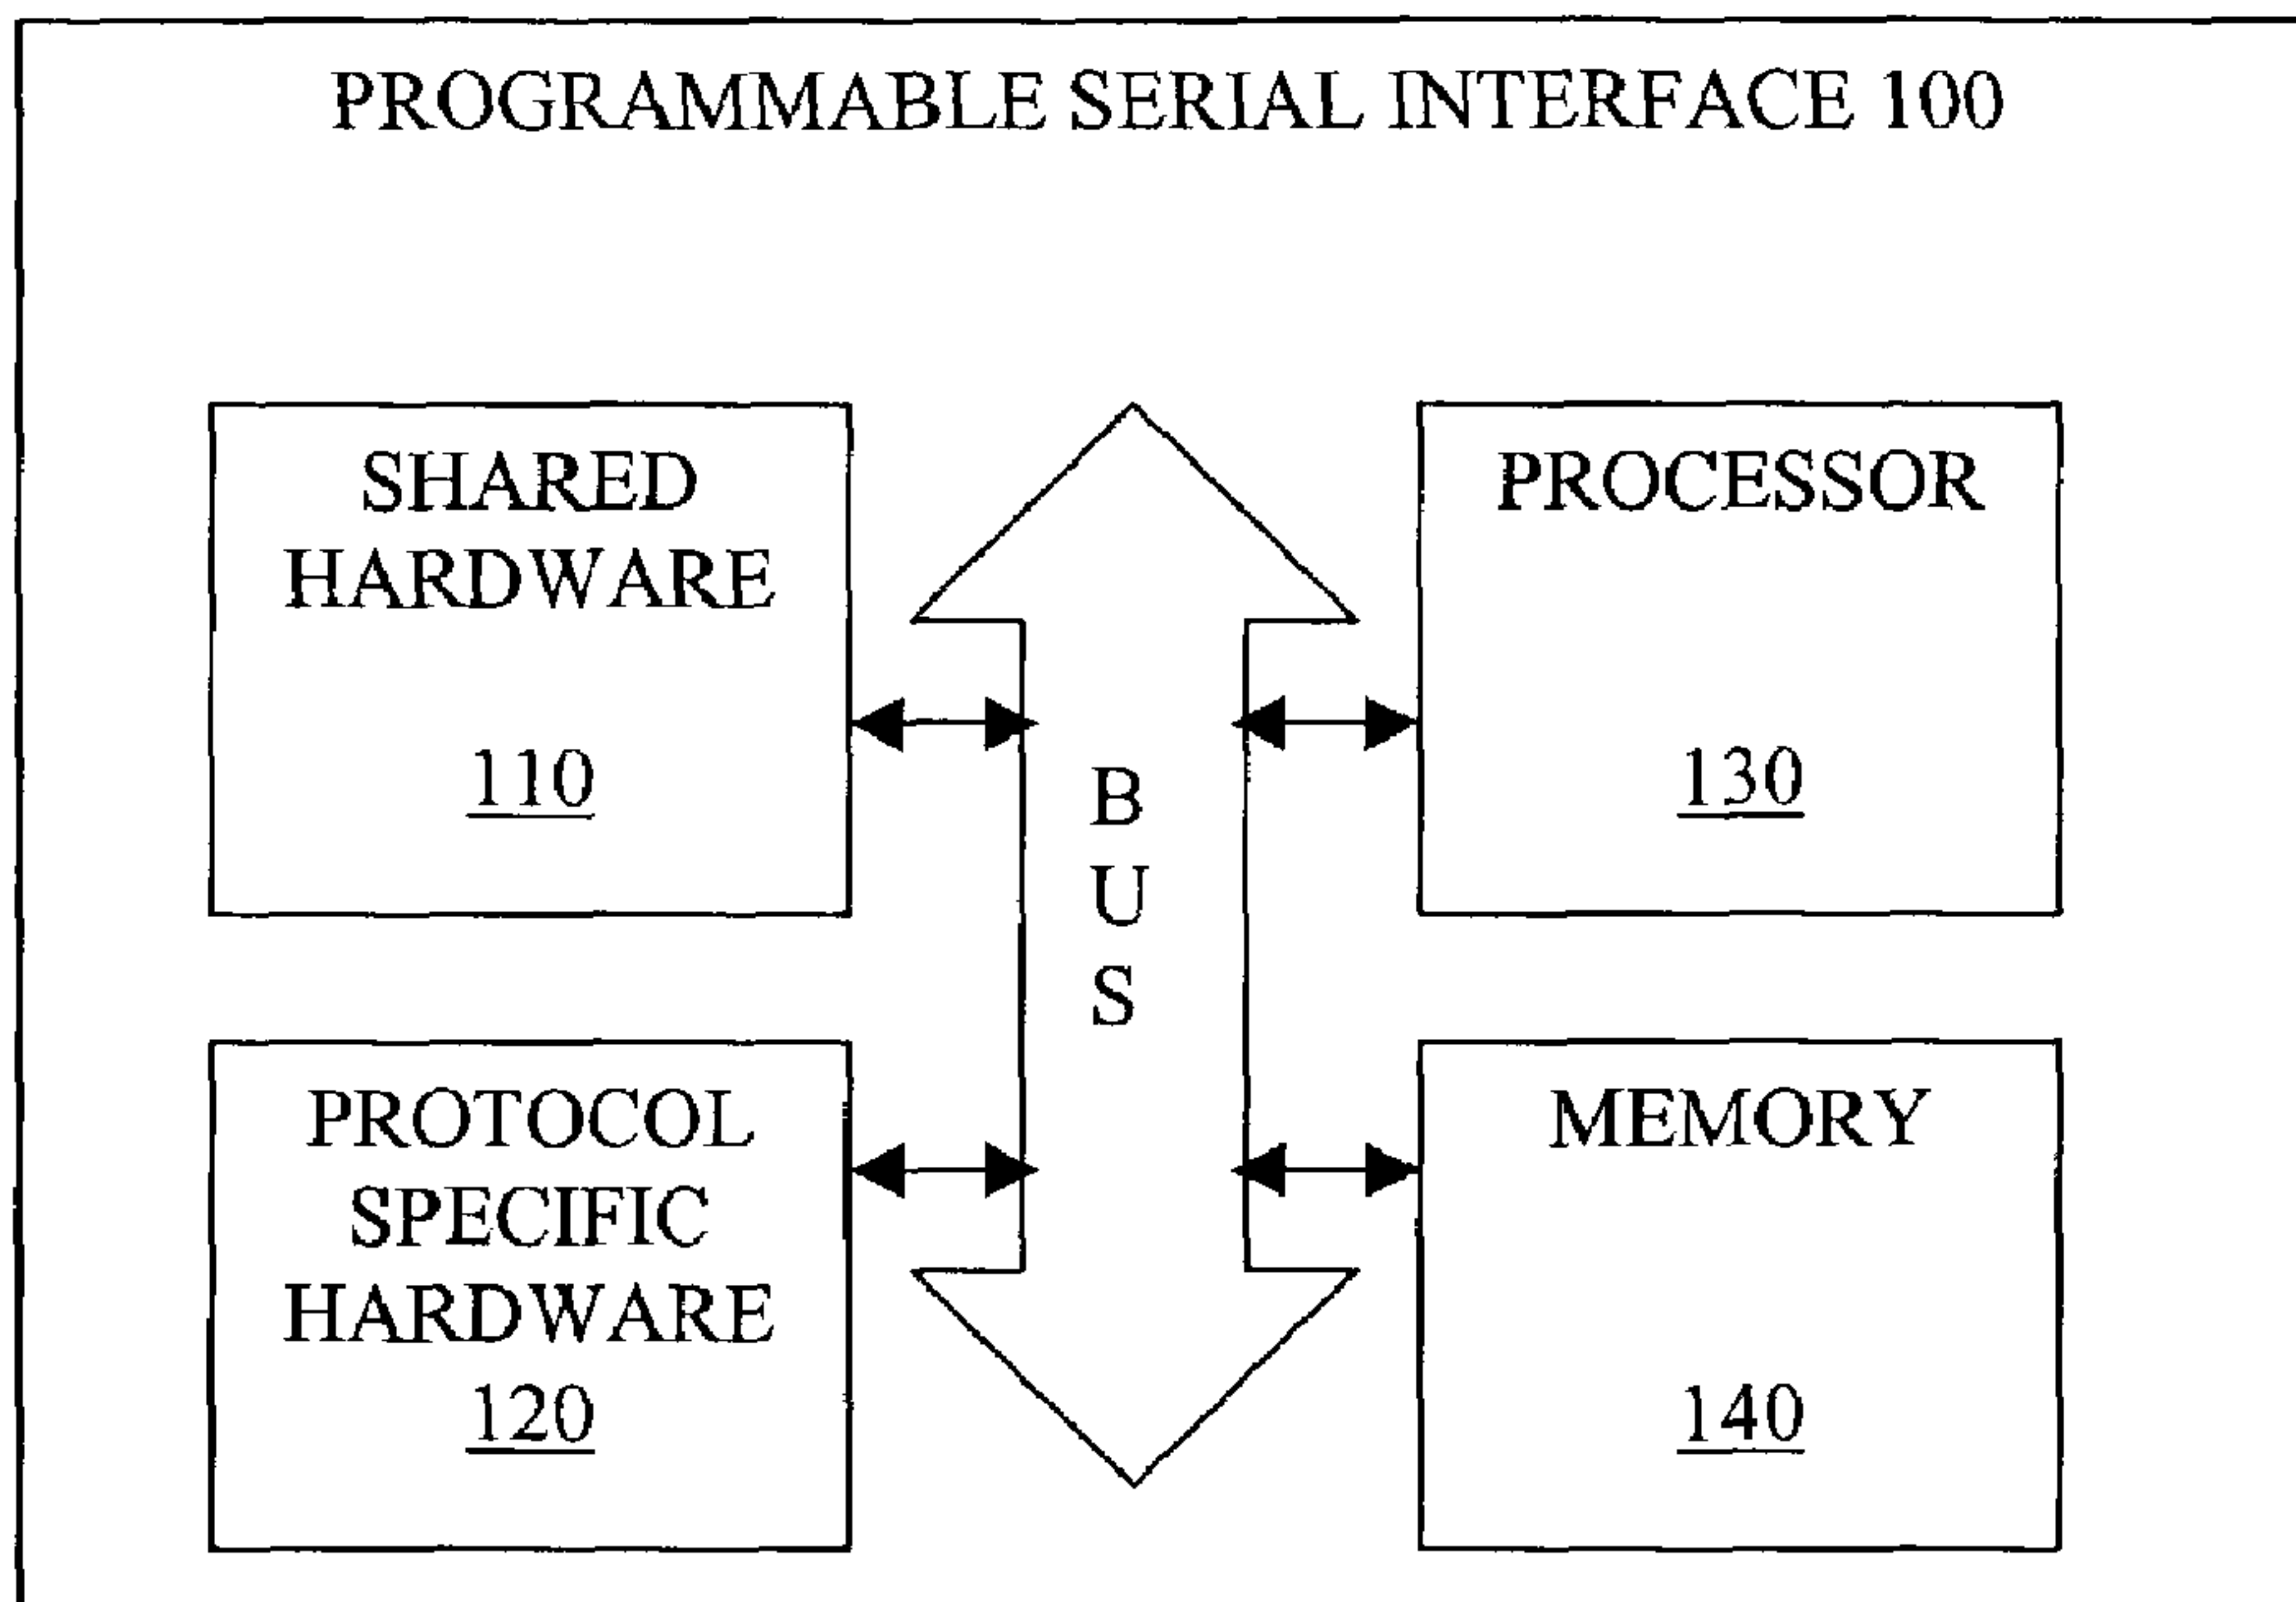 PROGRAMMABLE SERIAL INTERFACE 100
SHARED
HARDWARE
110
PROCESSOR
130
B
U
S
PROTOCOL
SPECIFIC
HARDWARE
120
MEMORY
140